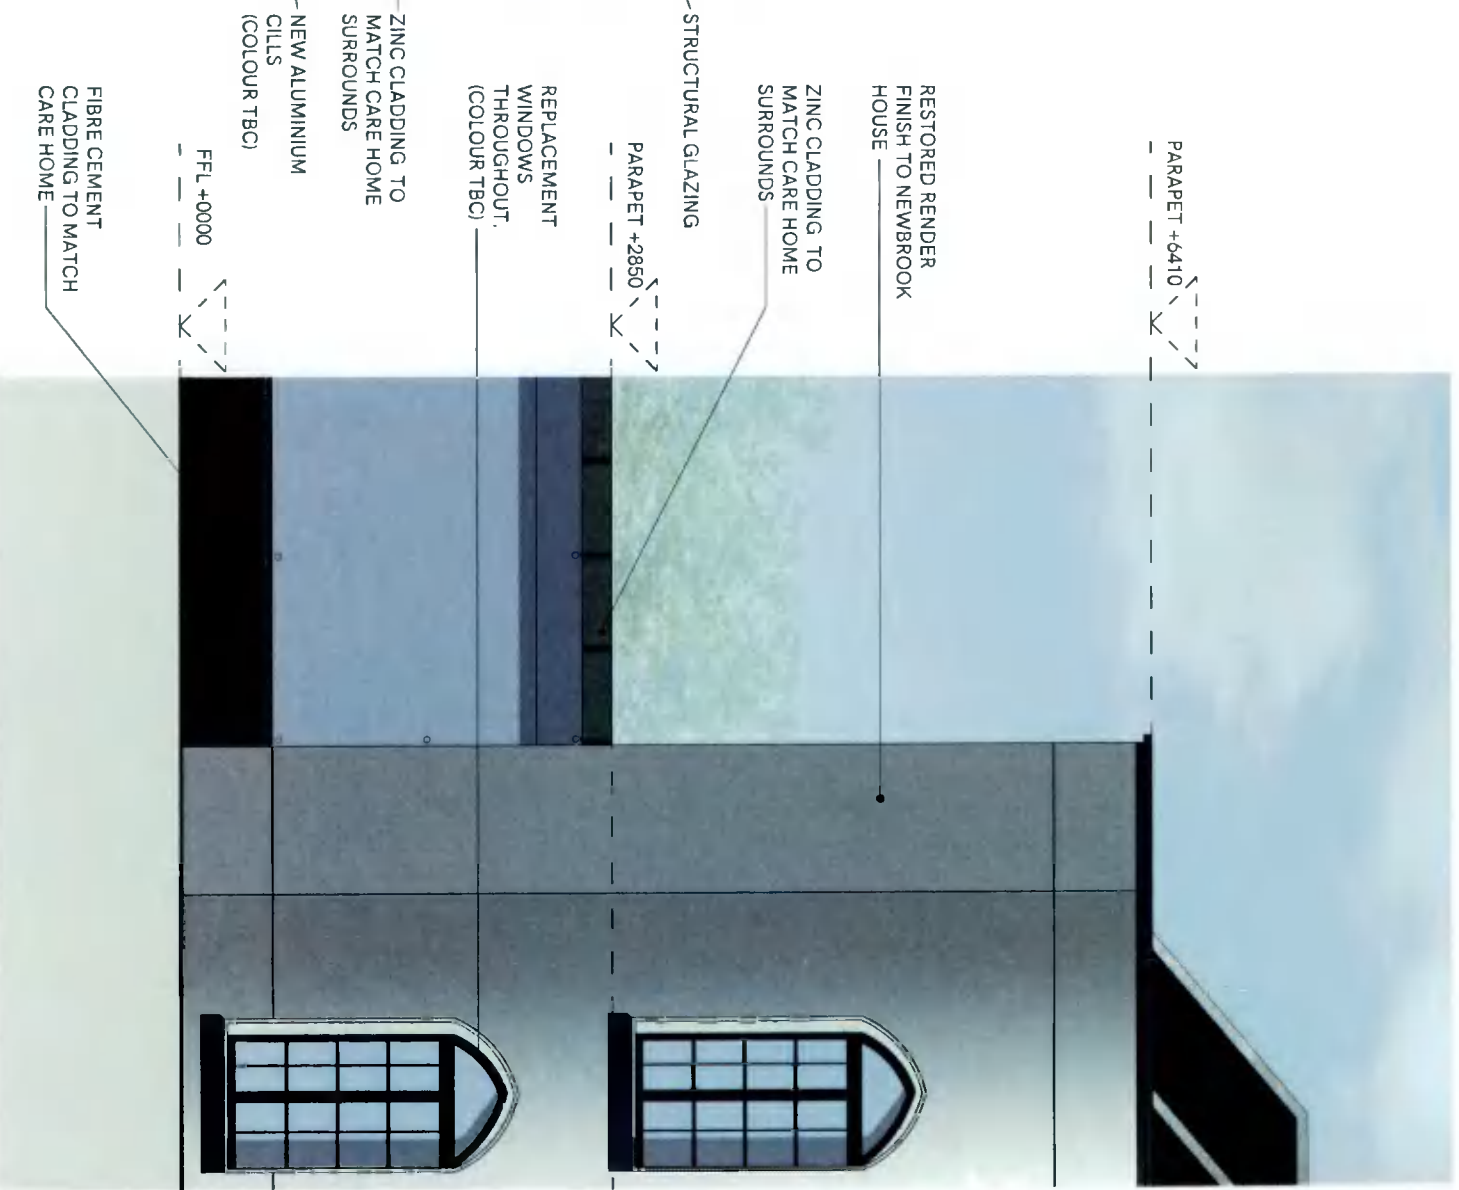 PARAPET +6410
RESTORED RENDER
FINISH TO NEWBROOK
HOUSE
ZINC CLADDING TO
MATCH CARE HOME
SURROUNDS
STRUCTURAL GLAZING
PARAPET +2850
REPLACEMENT
WINDOWS
THROUGHOUT.
(COLOUR TBC)
ZINC CLADDING TO
MATCH CARE HOME
SURROUNDS
NEW ALUMINIUM
CILLS
(COLOUR TBC)
FFL +0000
FIBRE CEMENT
CLADDING TO MATCH
CARE HOME